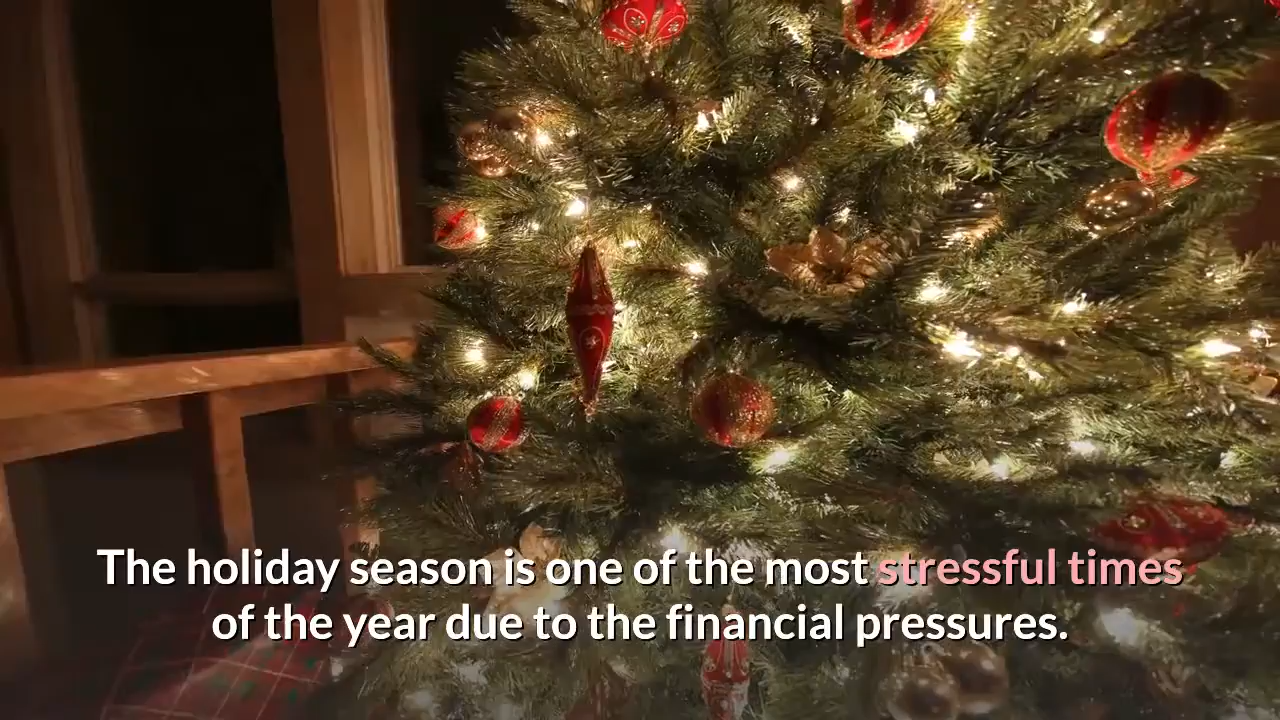 The holiday season is one of the most stressful times
of the year due to the financial pressures.